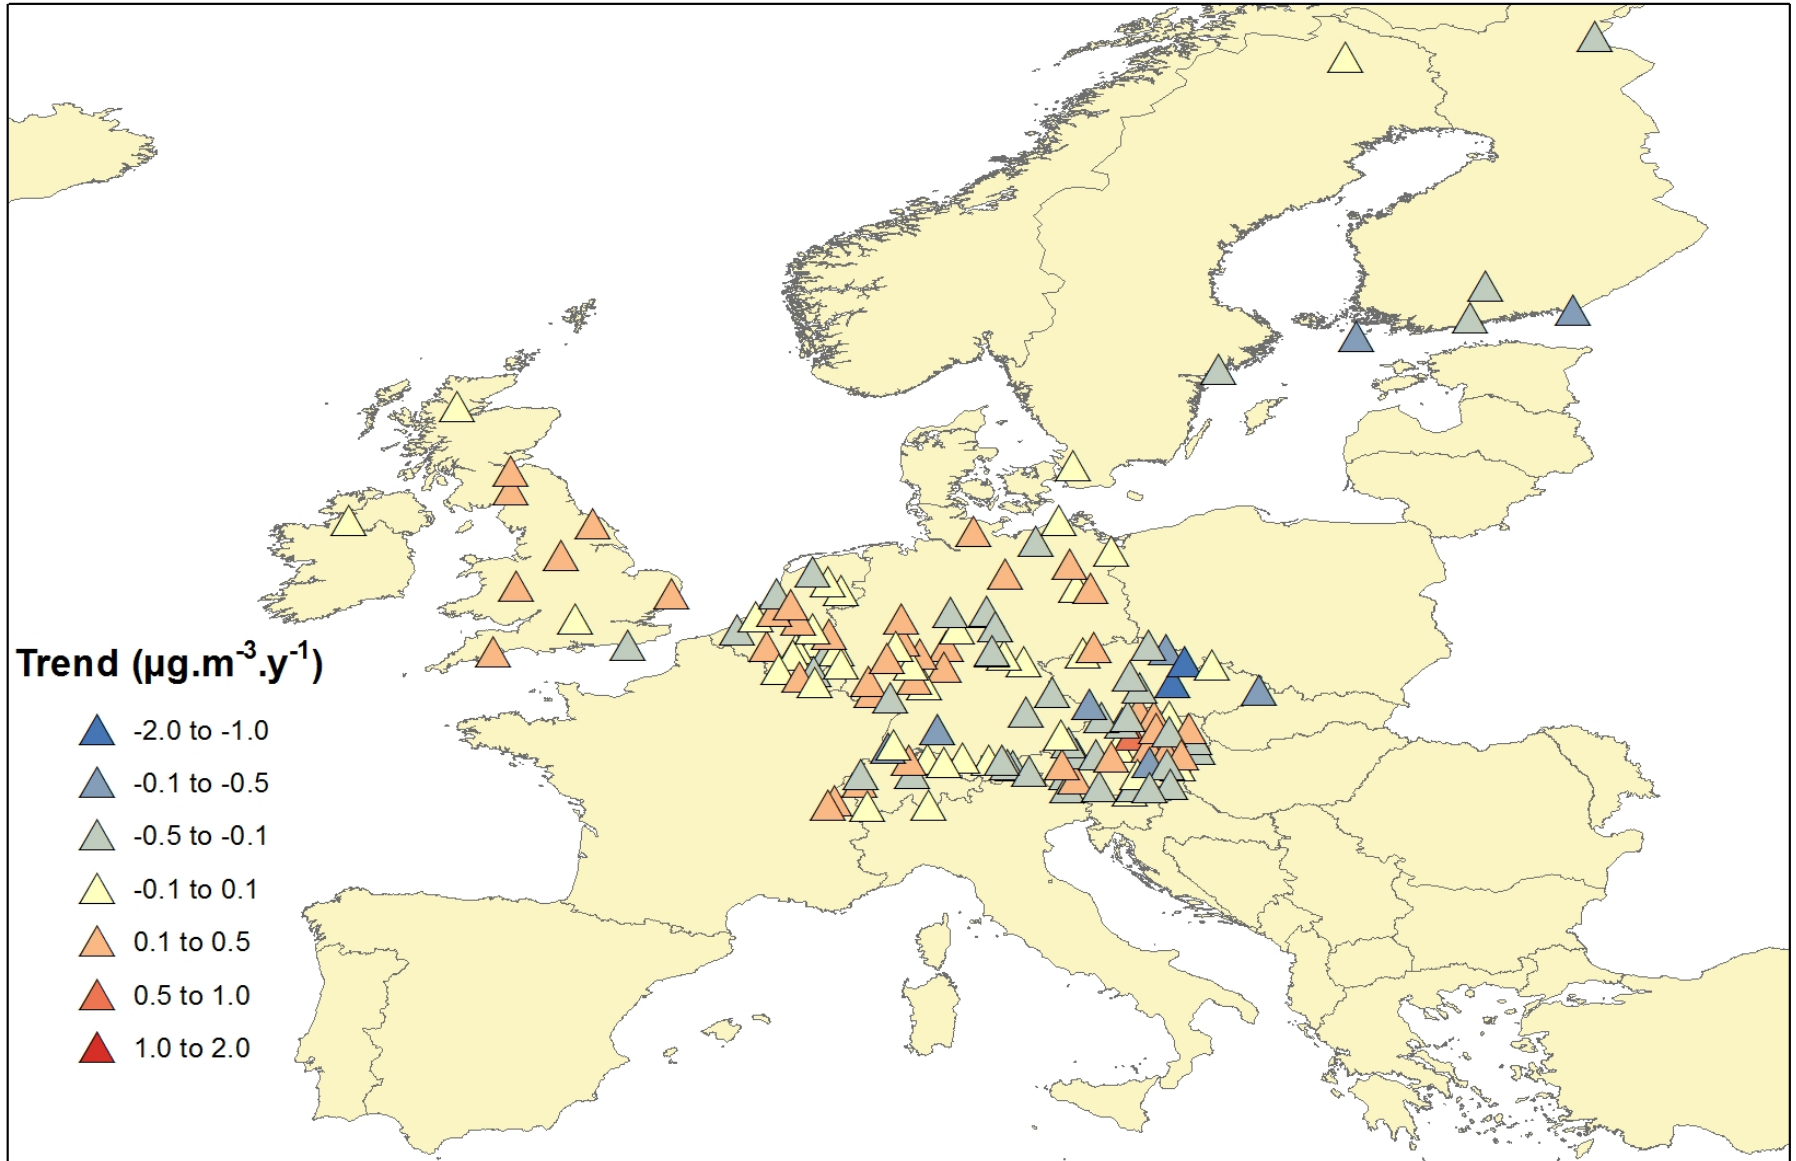 Trend (µg.m⁻³.y⁻¹)
-2.0 to -1.0
-0.1 to -0.5
-0.5 to -0.1
-0.1 to 0.1
0.1 to 0.5
0.5 to 1.0
1.0 to 2.0